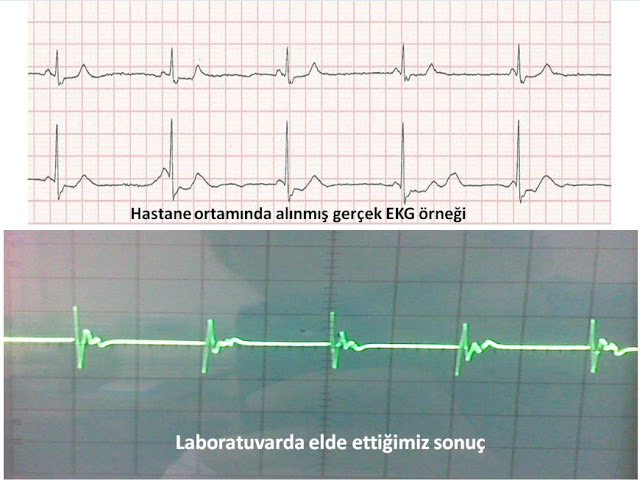 Hastane ortamında alınmış gerçek EKG örneği
Laboratuvarda elde ettiğimiz sonuç